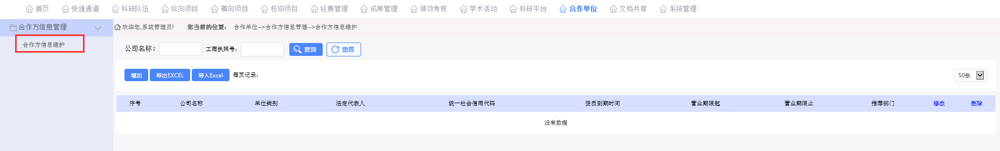 首页 快捷通道 科研队伍 纵向项目 横向项目 校级项目 经费管理 成果管理 绩效考核 学术活动 科研平台 合作单位 文档共享 系统管理
合作方信息管理
合作方信息维护
欢迎您,系统管理员! 您当前的位置： 合作单位-->合作方信息管理-->合作方信息维护
公司名称： 工商执照号： 查询 重置
增加 导出EXCEL 导入Excel 每页记录： 50条
序号 公司名称 单位类别 法定代表人 统一社会信用代码 资质到期时间 营业期限起 营业期限止 推荐部门 修改 删除
没有数据